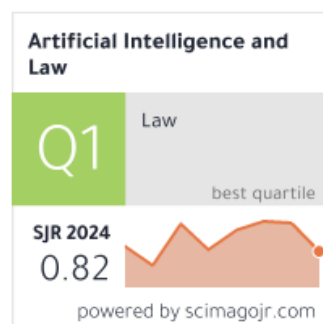 Artificial Intelligence and
Law
Q1
Law
best quartile
SJR 2024
0.82
powered by scimagojr.com